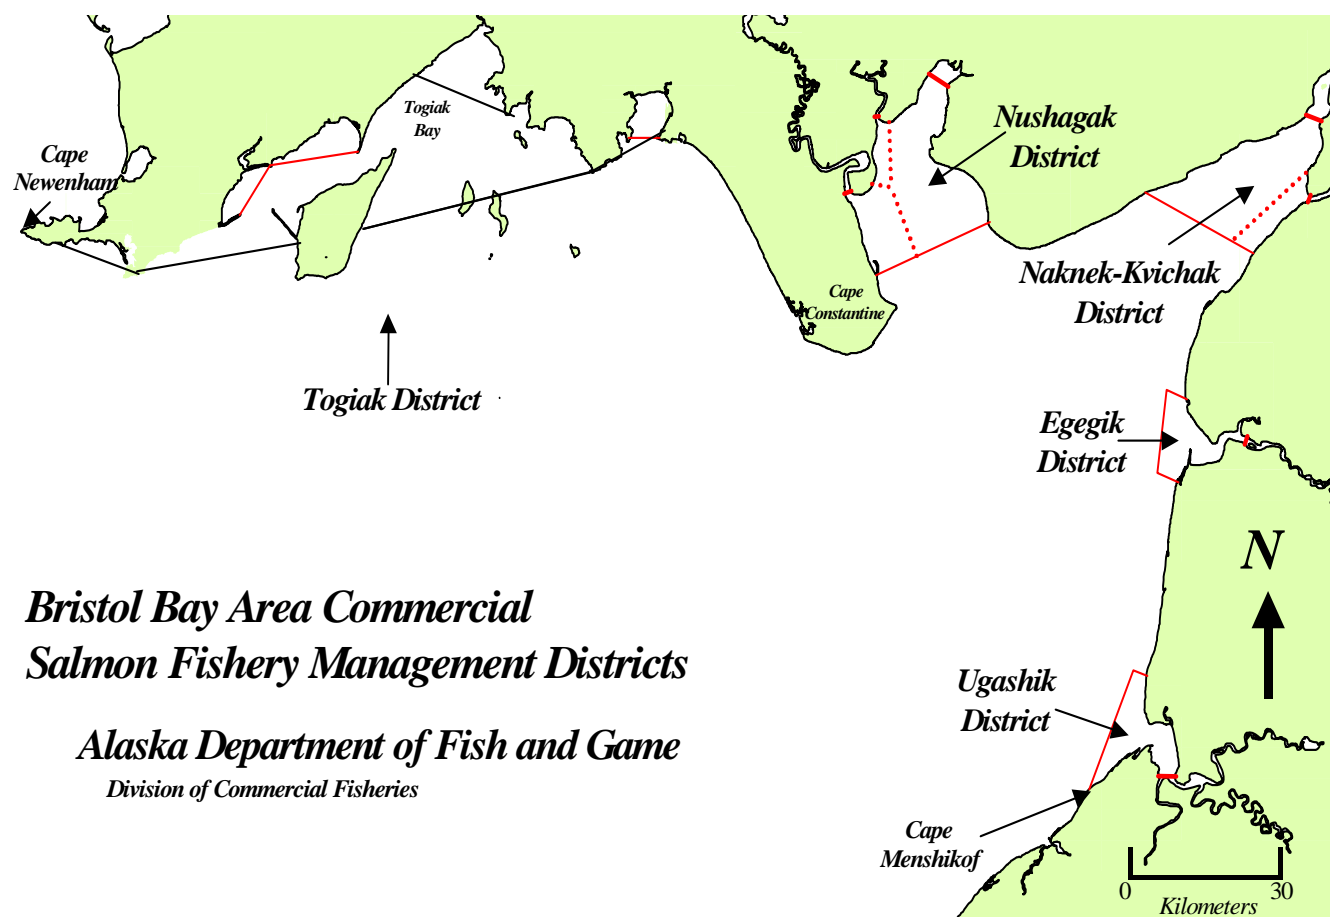 Togiak
Bay
Nushagak
District
Cape
Newenham
Naknek-Kvichak
District
Cape
Constantine
Togiak District
Egegik
District
N
Bristol Bay Area Commercial
Salmon Fishery Management Districts
Ugashik
District
Alaska Department of Fish and Game
Division of Commercial Fisheries
Cape
Menshikof
0 30
Kilometers